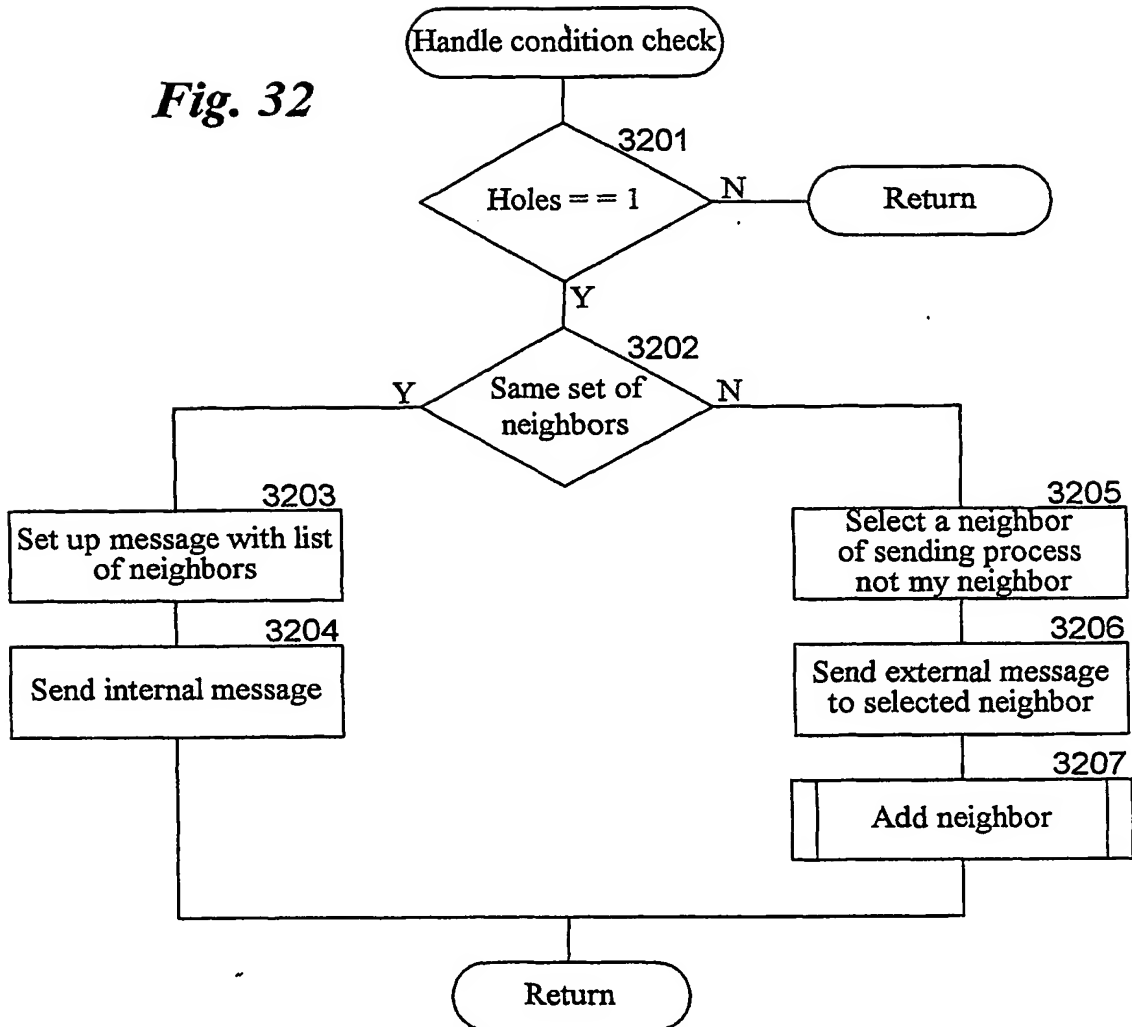 Handle condition check
Fig. 32
3201
Holes = = 1
N
Return
Y
3202
Same set of
neighbors
Y
N
3203
Set up message with list
of neighbors
3204
Send internal message
3205
Select a neighbor
of sending process
not my neighbor
3206
Send external message
to selected neighbor
3207
Add neighbor
Return